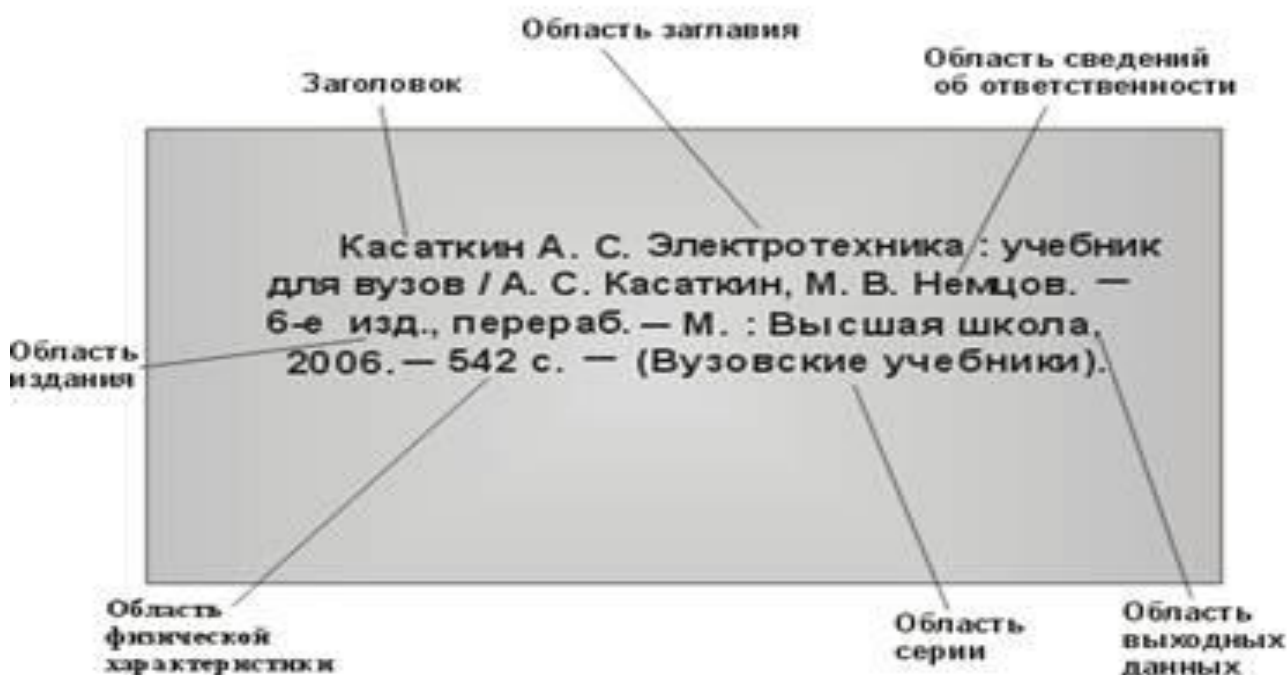 Область заглавия
Заголовок
Область сведений
об ответственности
Касаткин А. С. Электротехника : учебник
для вузов / А. С. Касаткин, М. В. Немцов. —
6-е изд., перераб. — М. : Высшая школа,
2006. — 542 с. — (Вузовские учебники).
Область
издания
Область
физической
характеристики
Область
серии
Область
выходных
данных